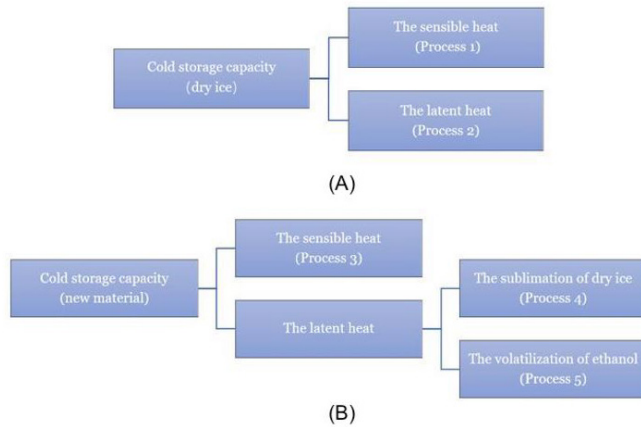 The sensible heat
(Process 1)
Cold storage capacity
(dry ice)
The latent heat
(Process 2)
(A)
The sensible heat
(Process 3)
Cold storage capacity
(new material)
The sublimation of dry ice
(Process 4)
The latent heat
The volatilization of ethanol
(Process 5)
(B)